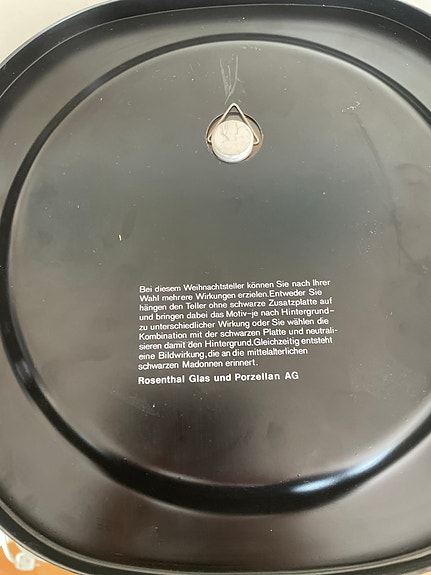 Bei diesem Weihnachtsteller können Sie nach Ihrer
Wahl mehrere Wirkungen erzielen.Entweder Sie
hängen den Teller ohne schwarze Zusatzplatte auf
und bringen dabei das Motiv–je nach Hintergrund–
zu unterschiedlicher Wirkung oder Sie wählen die
Kombination mit der schwarzen Platte und neutrali-
sieren damit den Hintergrund.Gleichzeitig entsteht
eine Bildwirkung,die an die mittelalterlichen
schwarzen Madonnen erinnert.
Rosenthal Glas und Porzellan AG